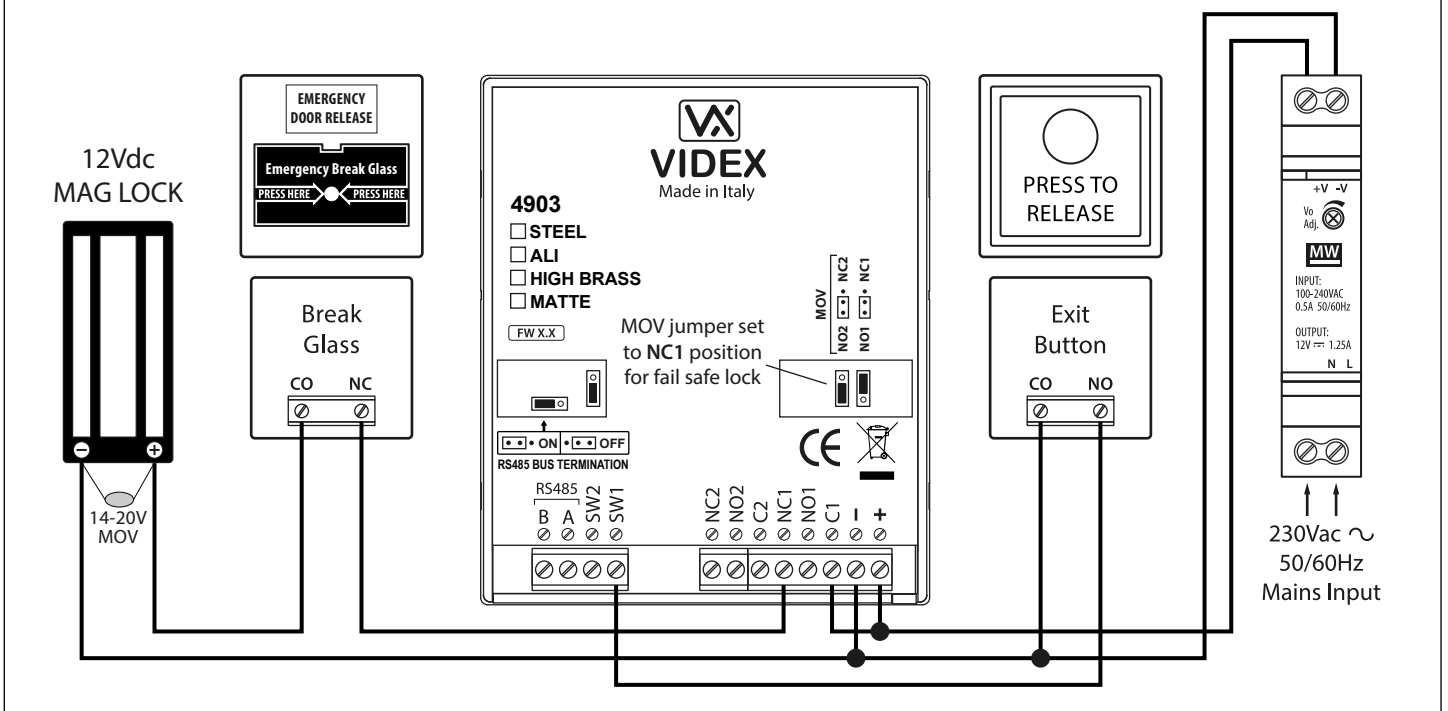 12Vdc
MAG LOCK
EMERGENCY
DOOR RELEASE
Emergency Break Glass
PRESS HERE PRESS HERE
Break
Glass
CO NC
14-20V
MOV
VX
VIDEX
Made in Italy
4903
STEEL
ALI
HIGH BRASS
MATTE
FW X.X
MOV jumper set
to NC1 position
for fail safe lock
MOV
NC2 NC1
NO2 NO1
ON OFF
RS485 BUS TERMINATION
CE
RS485
B A SW2 SW1
NC2 NO2 C2 NC1 NO1 C1 – +
PRESS TO
RELEASE
Exit
Button
CO NO
+V -V
Vo
Adj.
MW
INPUT:
100-240VAC
0.5A 50/60Hz
OUTPUT:
12V ⎓ 1.25A
N L
230Vac ∿
50/60Hz
Mains Input
– +